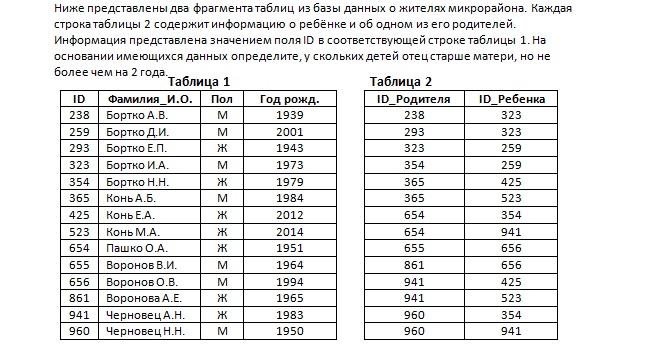 Ниже представлены два фрагмента таблиц из базы данных о жителях микрорайона. Каждая
строка таблицы 2 содержит информацию о ребёнке и об одном из его родителей.
Информация представлена значением поля ID в соответствующей строке таблицы 1. На
основании имеющихся данных определите, у скольких детей отец старше матери, но не
более чем на 2 года.
Таблица 1 Таблица 2
ID Фамилия_И.О. Пол Год рожд. ID_Родителя ID_Ребенка
238 Бортко А.В. М 1939 238 323
259 Бортко Д.И. М 2001 293 323
293 Бортко Е.П. Ж 1943 323 259
323 Бортко И.А. М 1973 354 259
354 Бортко Н.Н. Ж 1979 365 425
365 Конь А.Б. М 1984 365 523
425 Конь Е.А. Ж 2012 654 354
523 Конь М.А. Ж 2014 654 941
654 Пашко О.А. Ж 1951 655 656
655 Воронов В.И. М 1964 861 656
656 Воронов О.В. М 1994 941 425
861 Воронова А.Е. Ж 1965 941 523
941 Черновец А.Н. Ж 1983 960 354
960 Черновец Н.Н. М 1950 960 941